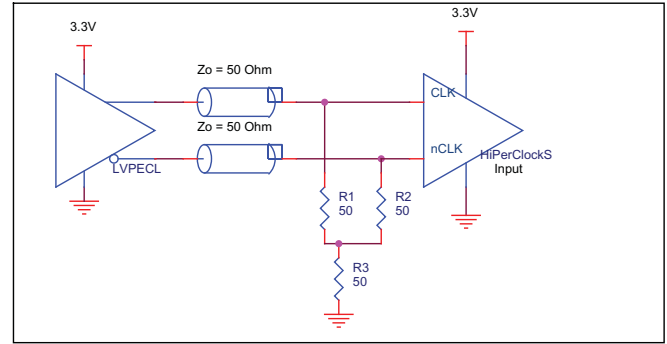 3.3V
3.3V
Zo = 50 Ohm
CLK
Zo = 50 Ohm
nCLK
LVPECL
HiPerClockS
Input
R1
50
R2
50
R3
50